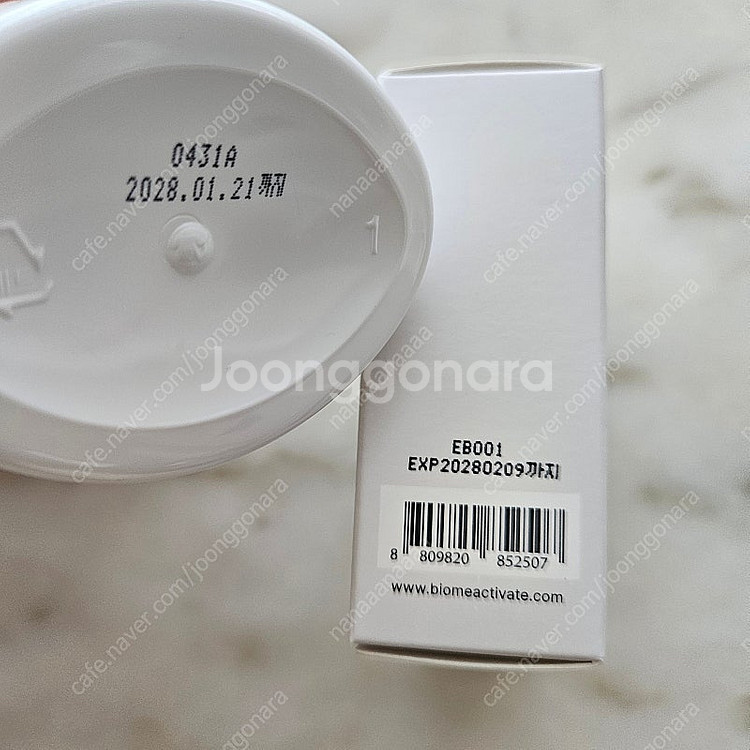 0431A
2028.01.21까지
1
Joonggonara
EB001
EXP20280209까지
8 809820 852507
www.biomeactivate.com
cafe.naver.com/joonggonara
nanaaanaaaa